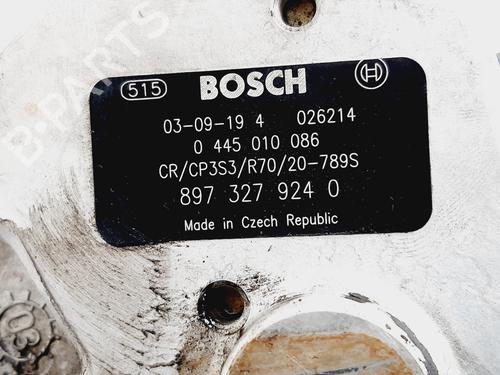 515 BOSCH
03-09-19 4 026214
0 445 010 086
CR/CP3S3/R70/20-789S
897 327 924 0
Made in Czech Republic
B-PARTS
03